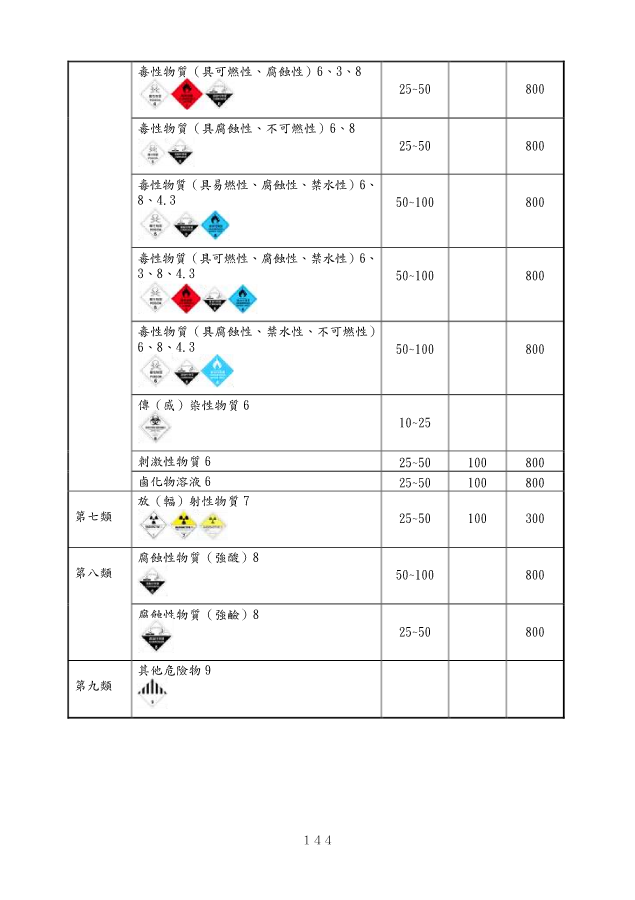 毒性物質（具可燃性、腐蝕性）6、3、8
25~50 800
毒性物質（具腐蝕性、不可燃性）6、8
25~50 800
毒性物質（具易燃性、腐蝕性、禁水性）6、
8、4.3
50~100 800
毒性物質（具可燃性、腐蝕性、禁水性）6、
3、8、4.3
50~100 800
毒性物質（具腐蝕性、禁水性、不可燃性）
6、8、4.3
50~100 800
傳（感）染性物質 6
10~25
刺激性物質 6 25~50 100 800
鹵化物溶液 6 25~50 100 800
第七類 放（輻）射性物質 7
25~50 100 300
第八類 腐蝕性物質（強酸）8
50~100 800
腐蝕性物質（強鹼）8
25~50 800
第九類 其他危險物 9
144